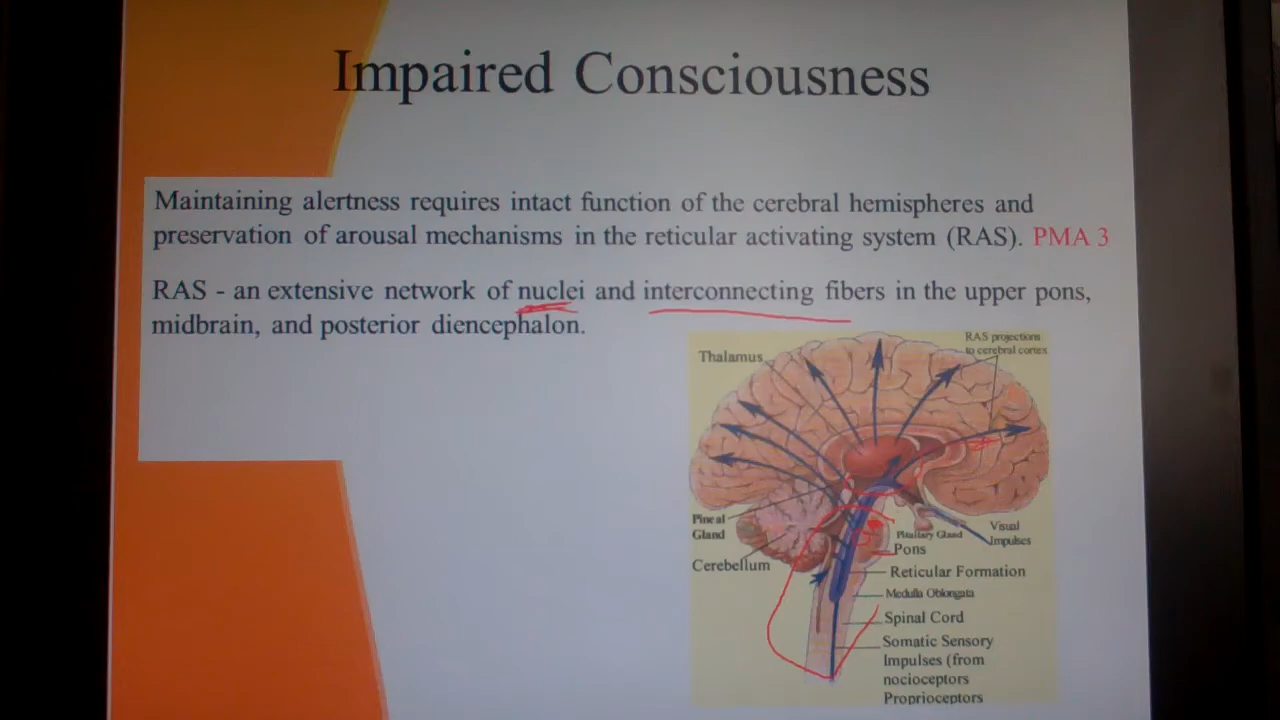 Impaired Consciousness
Maintaining alertness requires intact function of the cerebral hemispheres and
preservation of arousal mechanisms in the reticular activating system (RAS). PMA 3
RAS - an extensive network of nuclei and interconnecting fibers in the upper pons,
midbrain, and posterior diencephalon.
RAS projections
to cerebral cortex
Thalamus
Pineal
Gland
Cerebellum
Visual
Impulses
Pituitary Gland
Pons
Reticular Formation
Medulla Oblongata
Spinal Cord
Somatic Sensory
Impulses (from
nocioceptors
Proprioceptors